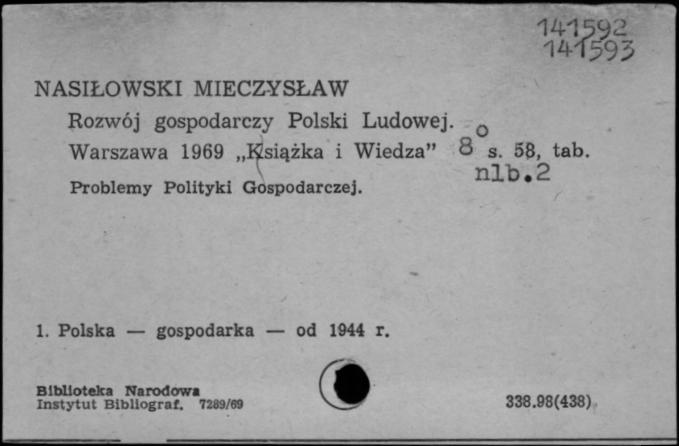 141592
141593
NASIŁOWSKI MIECZYSŁAW
Rozwój gospodarczy Polski Ludowej.
Warszawa 1969 „Książka i Wiedza” 8° s. 58, tab.
nlb.2
Problemy Polityki Gospodarczej.
1. Polska — gospodarka — od 1944 r.
Biblioteka Narodowa
Instytut Bibliograf. 7289/69
338.98(438)